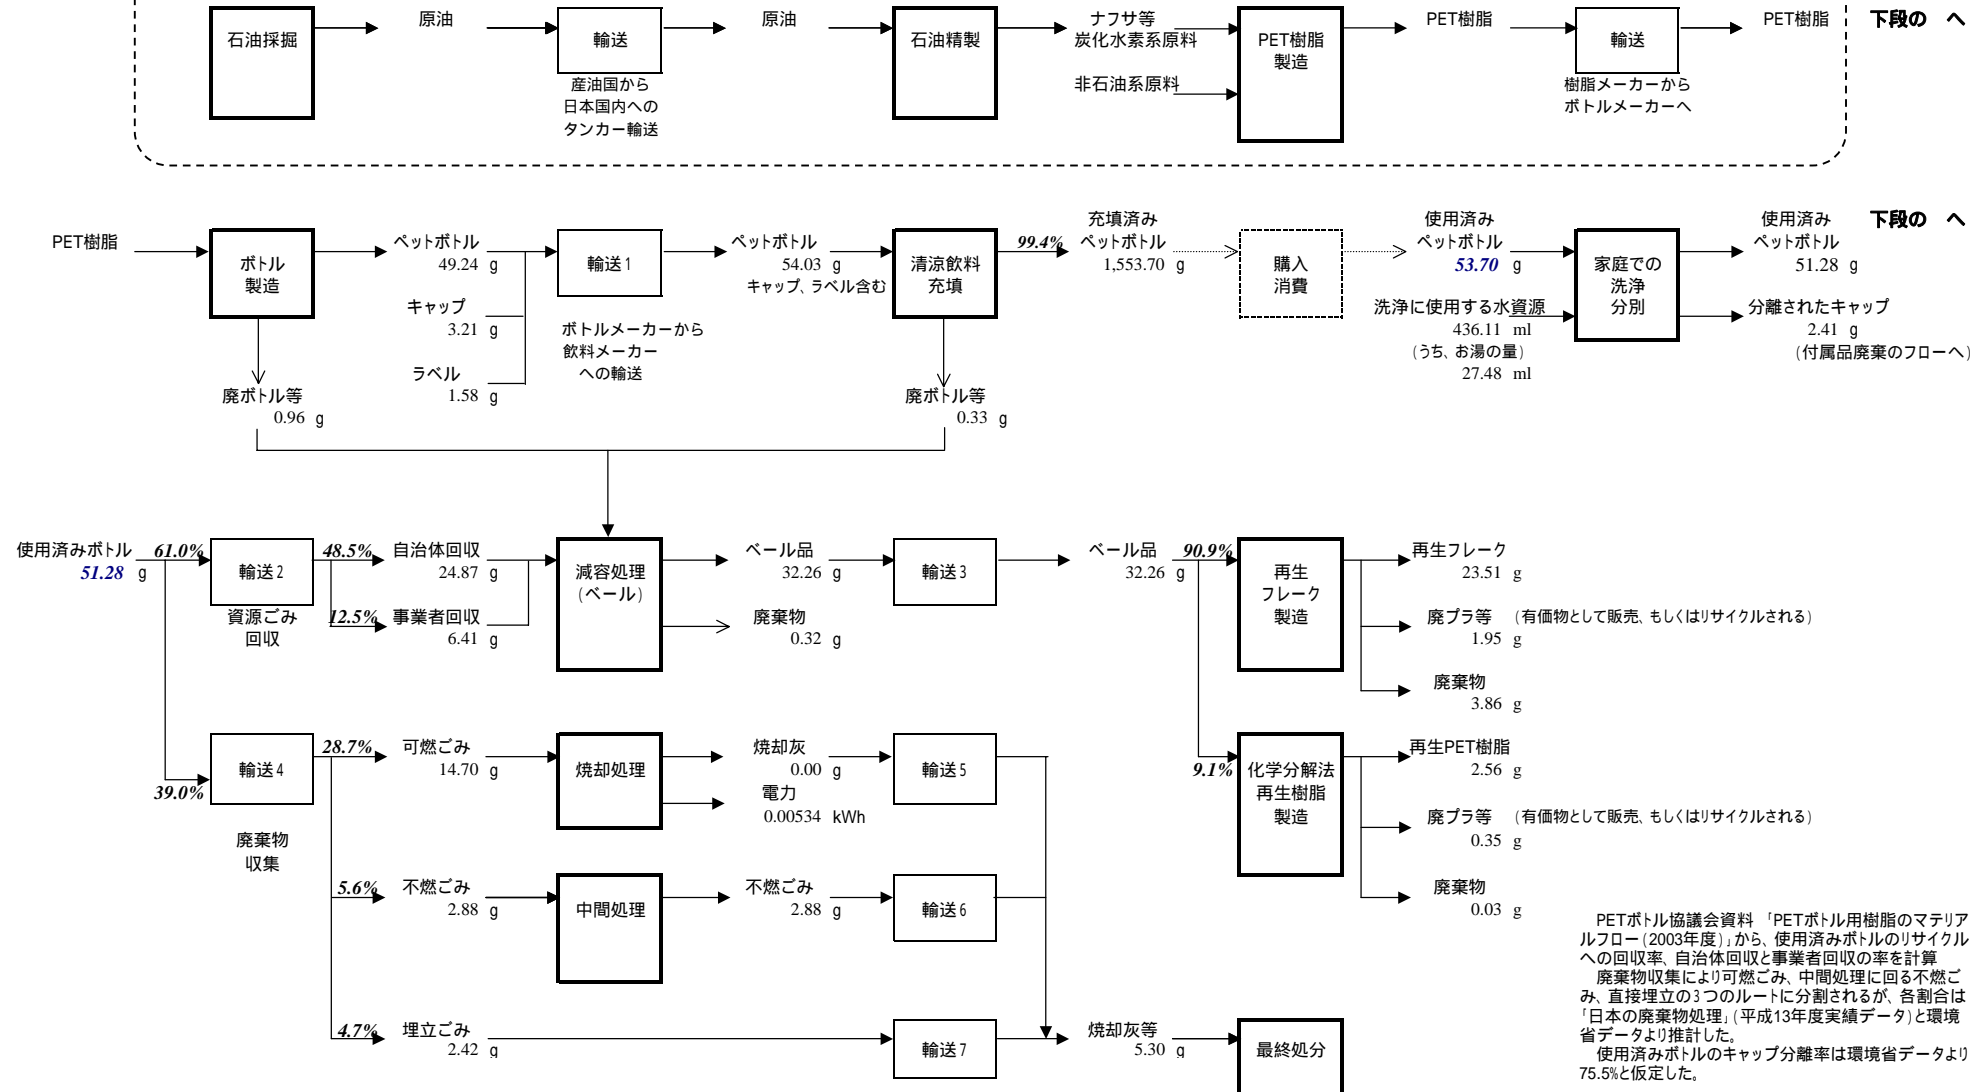 石油採掘
原油
輸送
産油国から
日本国内への
タンカー輸送
原油
石油精製
ナフサ等
炭化水素系原料
非石油系原料
PET樹脂
製造
PET樹脂
輸送
樹脂メーカーから
ボトルメーカーへ
PET樹脂
下段の へ
PET樹脂
ボトル
製造
廃ボトル等
0.96 g
ペットボトル
49.24 g
キャップ
3.21 g
ラベル
1.58 g
輸送1
ボトルメーカーから
飲料メーカー
への輸送
ペットボトル
54.03 g
キャップ、ラベル含む
清涼飲料
充填
廃ボトル等
0.33 g
99.4%
充填済み
ペットボトル
1,553.70 g
購入
消費
使用済み
ペットボトル
53.70 g
洗浄に使用する水資源
436.11 ml
(うち、お湯の量)
27.48 ml
家庭での
洗浄
分別
使用済み
ペットボトル
51.28 g
分離されたキャップ
2.41 g
(付属品廃棄のフローへ)
下段の へ
使用済みボトル
51.28 g
61.0%
輸送2
資源ごみ
回収
48.5%
自治体回収
24.87 g
12.5%
事業者回収
6.41 g
減容処理
(ベール)
ベール品
32.26 g
廃棄物
0.32 g
輸送3
ベール品
32.26 g
90.9%
再生
フレーク
製造
再生フレーク
23.51 g
廃プラ等 (有価物として販売、もしくはリサイクルされる)
1.95 g
廃棄物
3.86 g
39.0%
輸送4
廃棄物
収集
28.7%
可燃ごみ
14.70 g
焼却処理
焼却灰
0.00 g
電力
0.00534 kWh
輸送5
9.1%
化学分解法
再生樹脂
製造
再生PET樹脂
2.56 g
廃プラ等 (有価物として販売、もしくはリサイクルされる)
0.35 g
廃棄物
0.03 g
5.6%
不燃ごみ
2.88 g
中間処理
不燃ごみ
2.88 g
輸送6
4.7%
埋立ごみ
2.42 g
輸送7
焼却灰等
5.30 g
最終処分
PETボトル協議会資料 「PETボトル用樹脂のマテリア
ルフロー(2003年度)」から、使用済みボトルのリサイクル
への回収率、自治体回収と事業者回収の率を計算
廃棄物収集により可燃ごみ、中間処理に回る不燃ご
み、直接埋立の3つのルートに分割されるが、各割合は
「日本の廃棄物処理」(平成13年度実績データ)と環境
省データより推計した。
使用済みボトルのキャップ分離率は環境省データより
75.5%と仮定した。